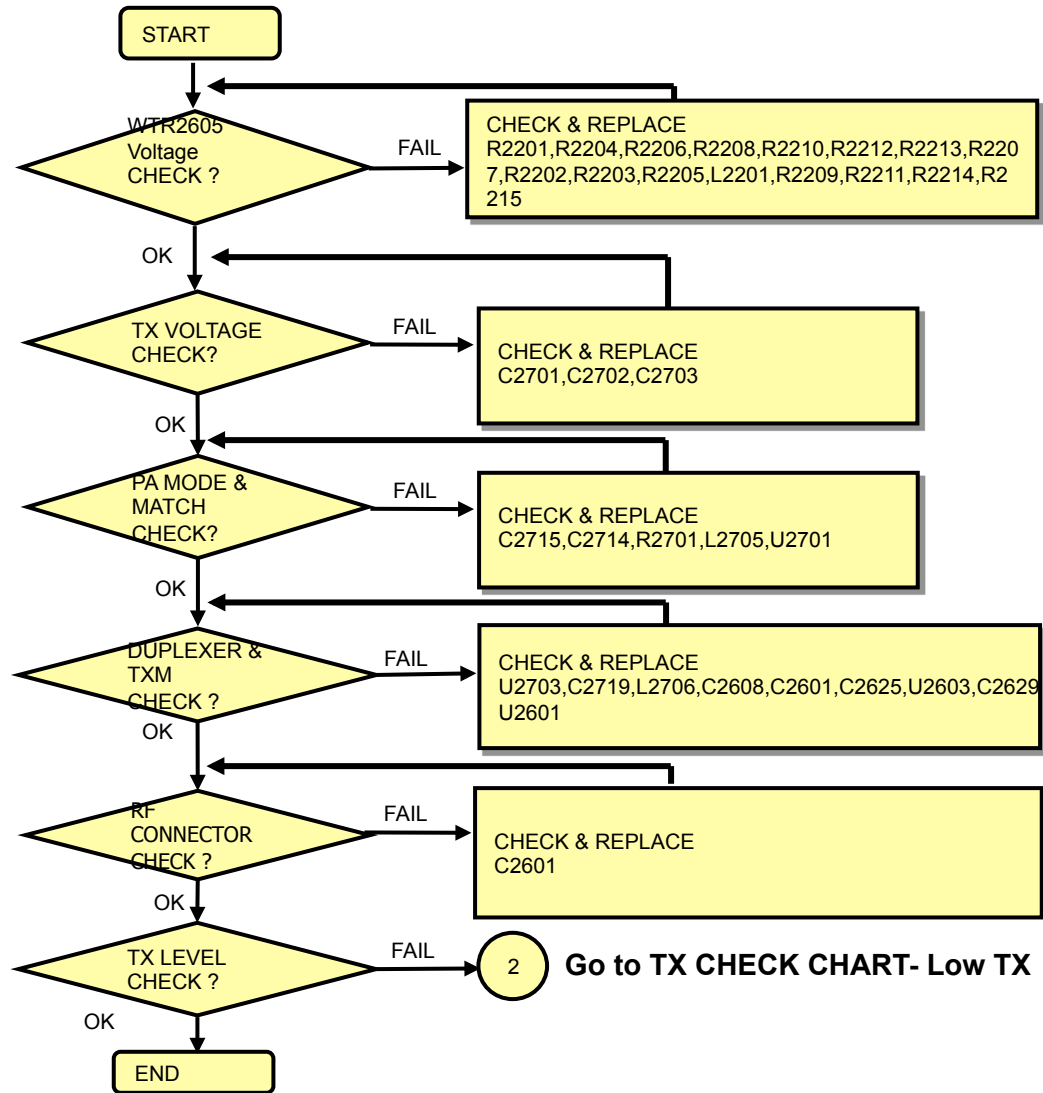 START
WTR2605
Voltage
CHECK ?
FAIL
CHECK & REPLACE
R2201,R2204,R2206,R2208,R2210,R2212,R2213,R220
7,R2202,R2203,R2205,L2201,R2209,R2211,R2214,R2
215
OK
TX VOLTAGE
CHECK?
FAIL
CHECK & REPLACE
C2701,C2702,C2703
OK
PA MODE &
MATCH
CHECK?
FAIL
CHECK & REPLACE
C2715,C2714,R2701,L2705,U2701
OK
DUPLEXER &
TXM
CHECK ?
FAIL
CHECK & REPLACE
U2703,C2719,L2706,C2608,C2601,C2625,U2603,C2629
U2601
OK
RF
CONNECTOR
CHECK ?
FAIL
CHECK & REPLACE
C2601
OK
TX LEVEL
CHECK ?
FAIL
2
Go to TX CHECK CHART- Low TX
OK
END